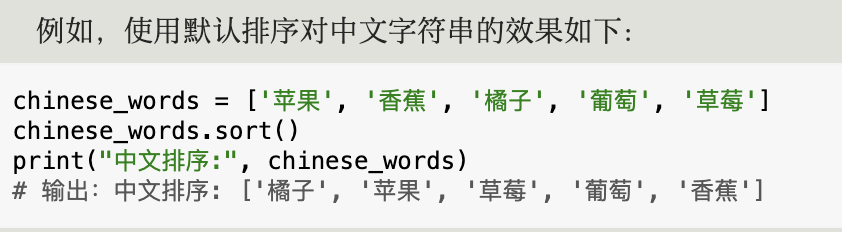 例如，使用默认排序对中文字符串的效果如下：
chinese_words = ['苹果', '香蕉', '橘子', '葡萄', '草莓']
chinese_words.sort()
print("中文排序:", chinese_words)
# 输出：中文排序: ['橘子', '苹果', '草莓', '葡萄', '香蕉']